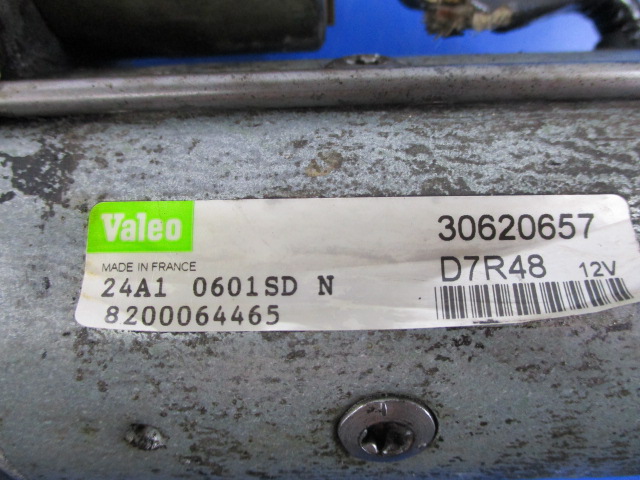 Valeo
30620657
MADE IN FRANCE
D7R48 12V
24A1 0601SD N
8200064465